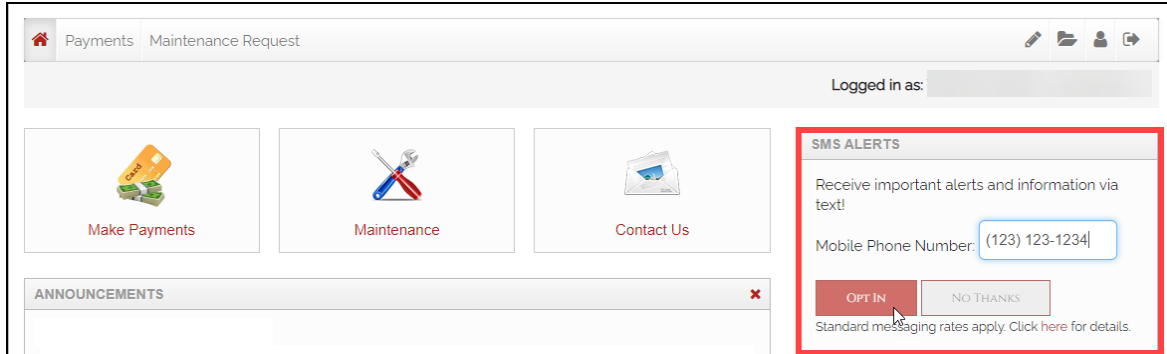 Payments Maintenance Request
Logged in as:
Card
Make Payments
Maintenance
Contact Us
ANNOUNCEMENTS
SMS ALERTS
Receive important alerts and information via
text!
Mobile Phone Number: (123) 123-1234
OPT IN
NO THANKS
Standard messaging rates apply. Click here for details.